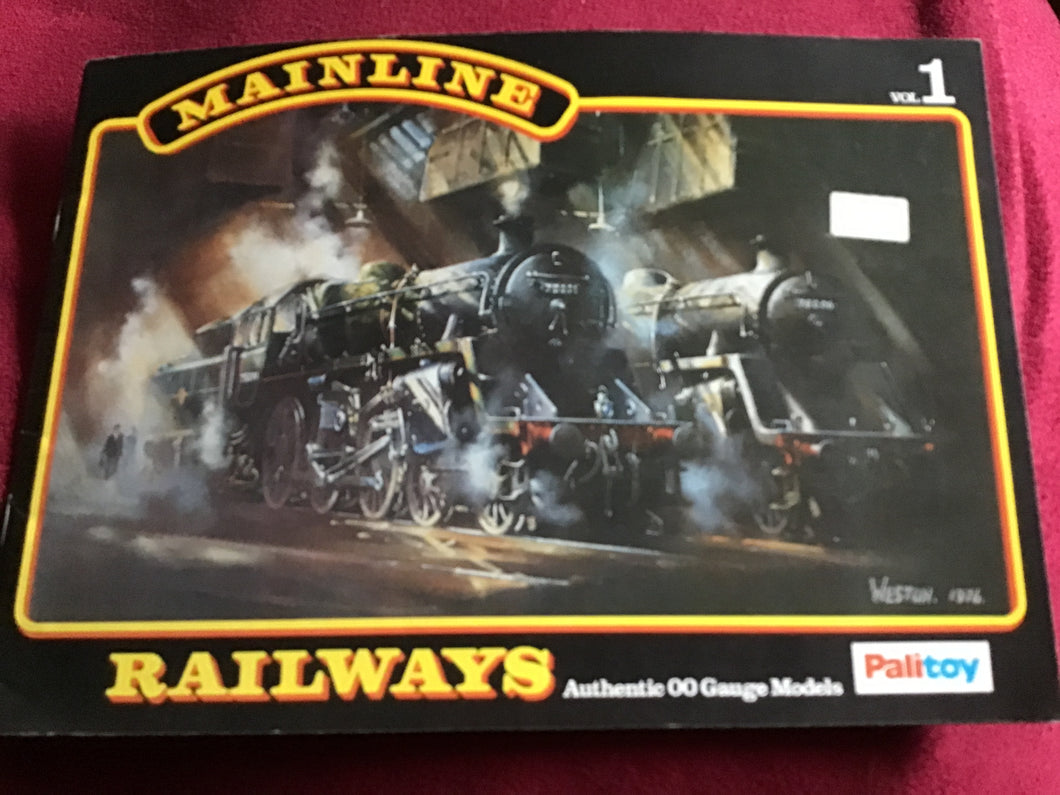 MAINLINE
VOL. 1
WESTON. 1976.
RAILWAYS
Authentic OO Gauge Models
Palitoy